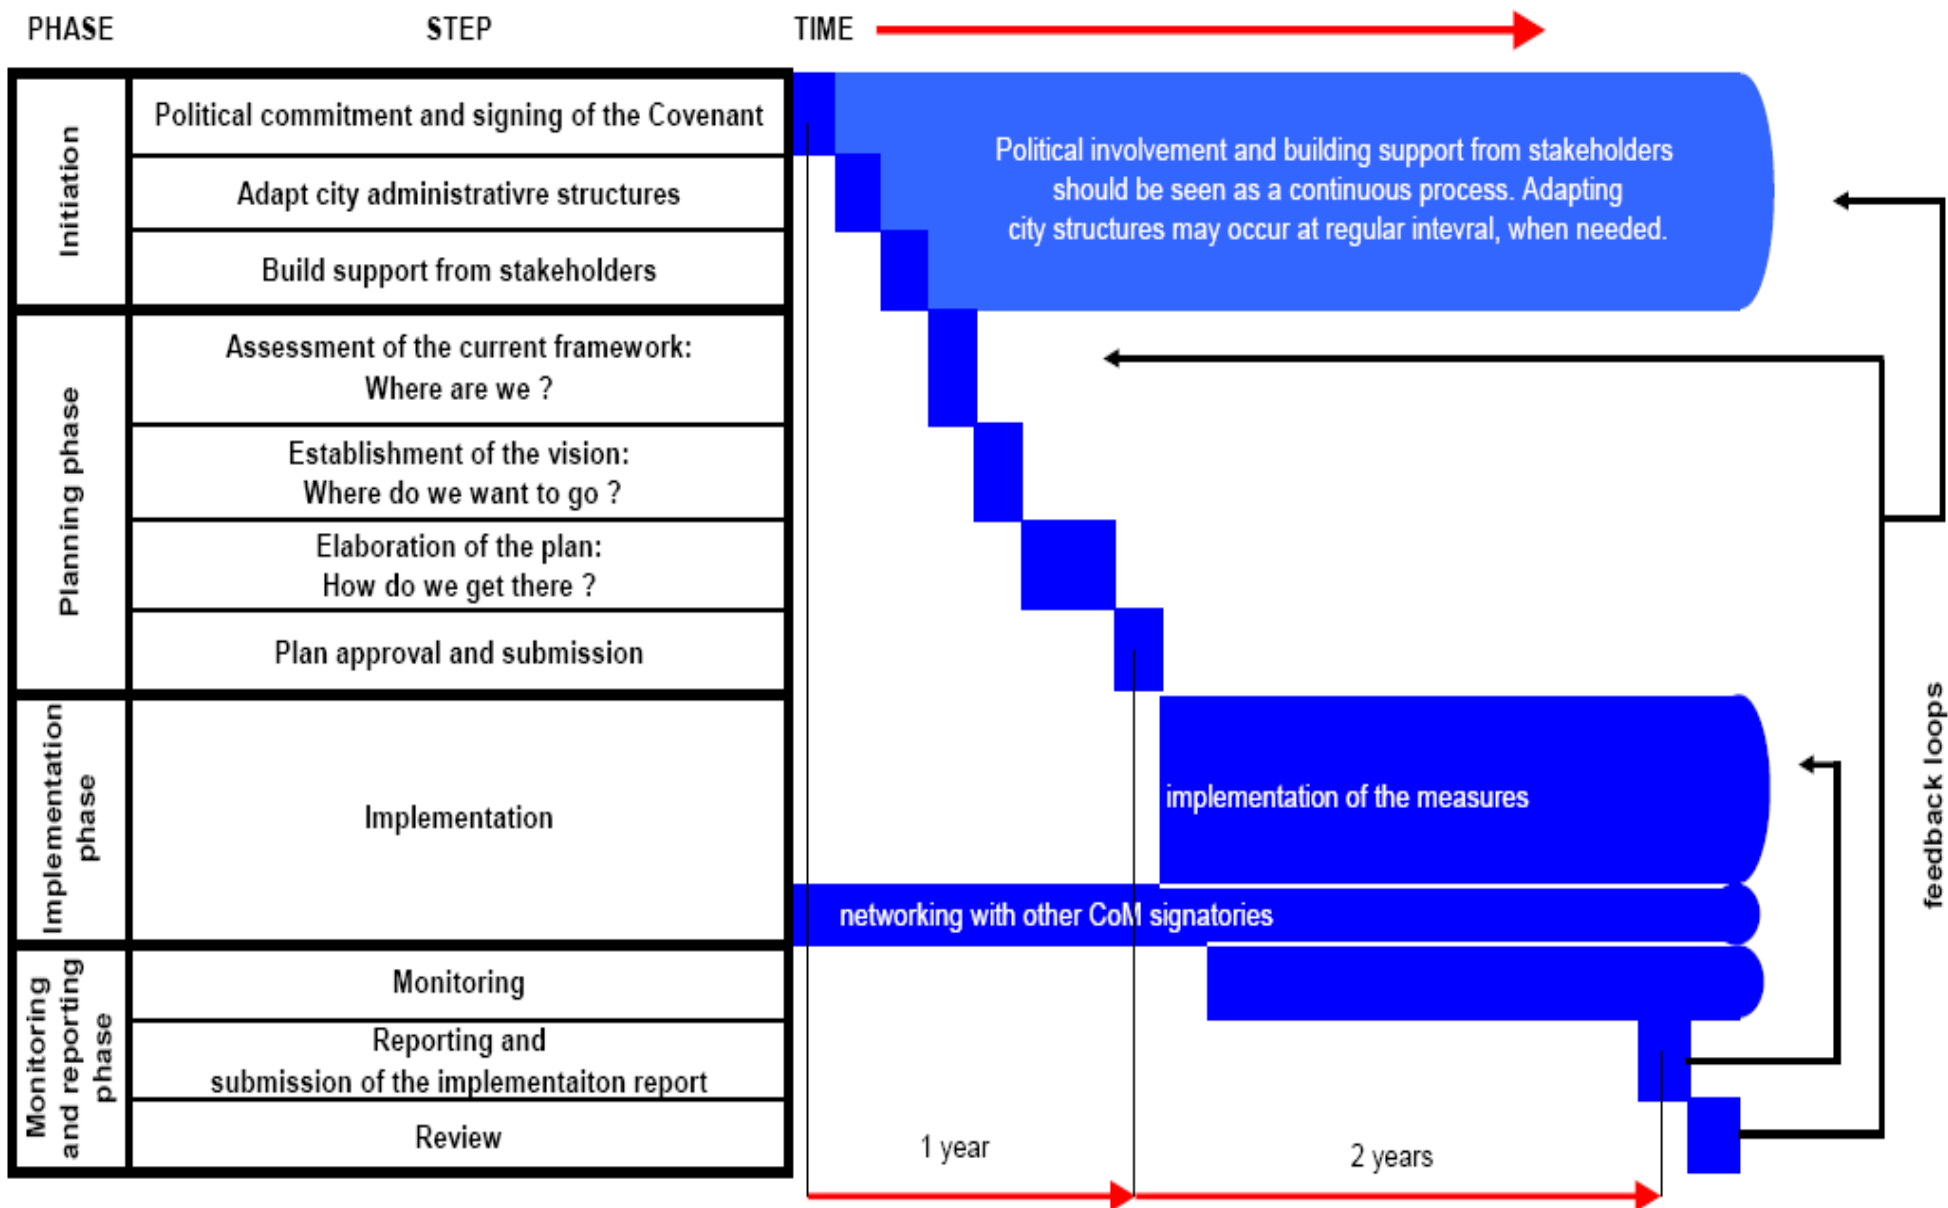 PHASE STEP TIME
Initiation
Political commitment and signing of the Covenant
Adapt city administrativre structures
Build support from stakeholders
Political involvement and building support from stakeholders
should be seen as a continuous process. Adapting
city structures may occur at regular intevral, when needed.
Planning phase
Assessment of the current framework:
Where are we ?
Establishment of the vision:
Where do we want to go ?
Elaboration of the plan:
How do we get there ?
Plan approval and submission
Implementation
phase
Implementation
implementation of the measures
networking with other CoM signatories
feedback loops
Monitoring
and reporting
phase
Monitoring
Reporting and
submission of the implementaiton report
Review
1 year
2 years